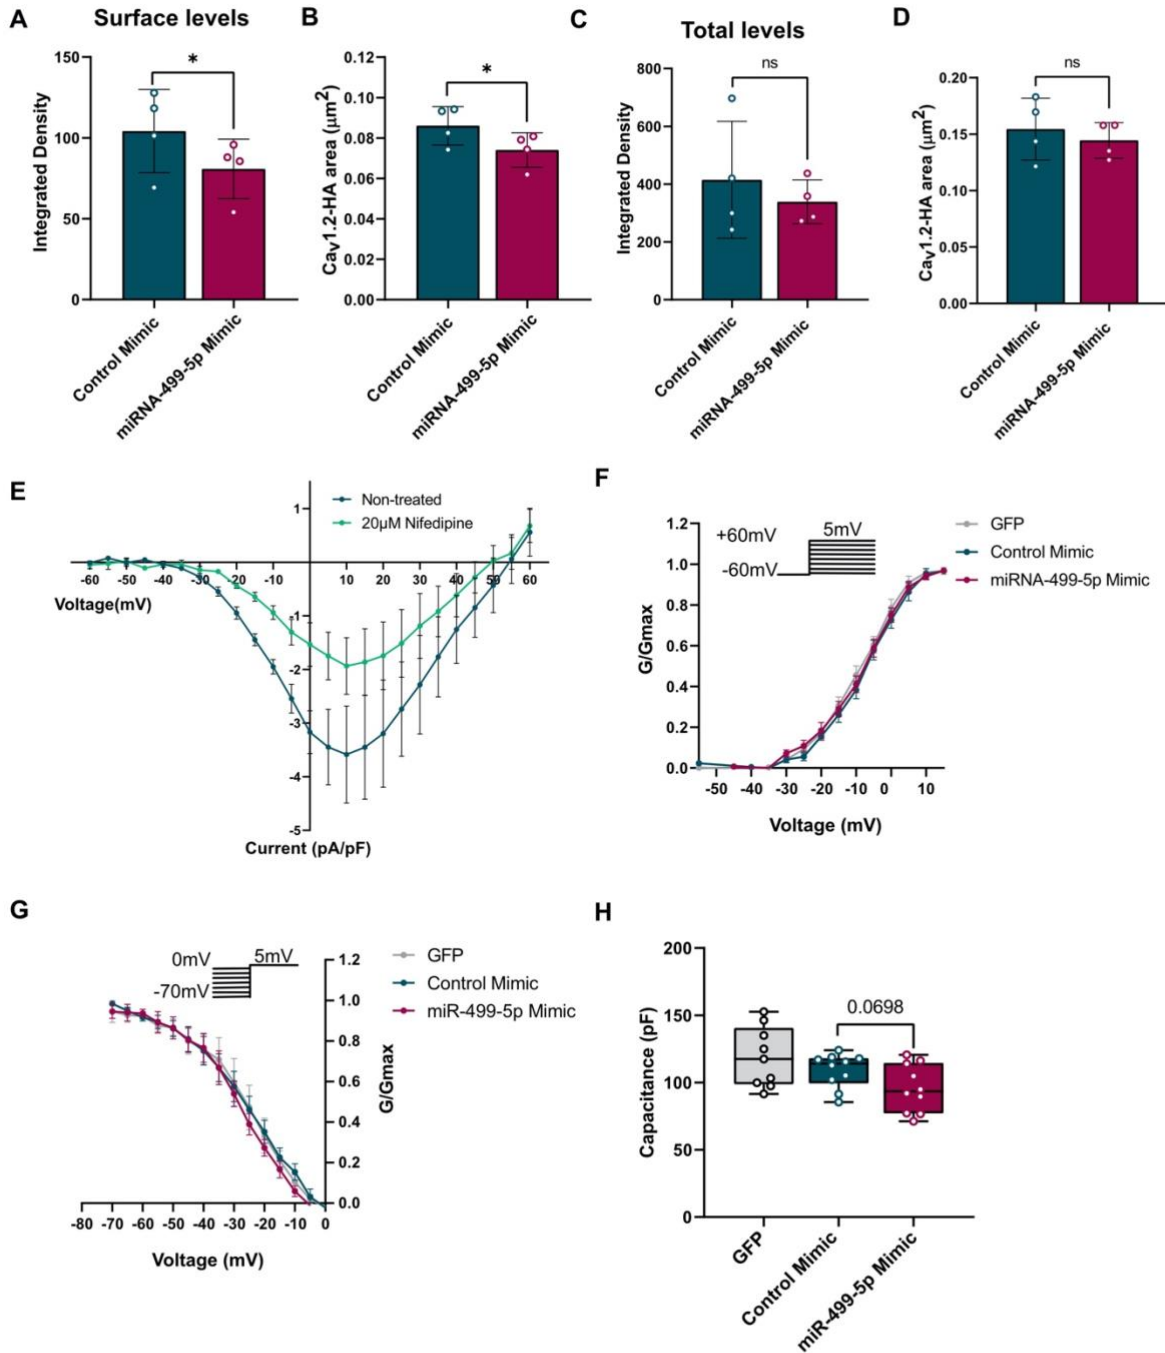 A
Surface levels
Integrated Density
150
100
50
0
*
Control Mimic
miRNA-499-5p Mimic
B
Cav1.2-HA area (μm2)
0.12
0.10
0.08
0.06
0.04
0.02
0.00
*
Control Mimic
miRNA-499-5p Mimic
C
Total levels
Integrated Density
800
600
400
200
0
ns
Control Mimic
miRNA-499-5p Mimic
D
Cav1.2-HA area (μm2)
0.20
0.15
0.10
0.05
0.00
ns
Control Mimic
miRNA-499-5p Mimic
E
Non-treated
20μM Nifedipine
1
-60 -50 -40 -30 -20 -10 10 20 30 40 50 60
Voltage(mV)
-1
-2
-3
-4
-5
Current (pA/pF)
F
GFP
Control Mimic
miRNA-499-5p Mimic
+60mV 5mV
-60mV
G/Gmax
1.2
1.0
0.8
0.6
0.4
0.2
0.0
-50 -40 -30 -20 -10 0 10
Voltage (mV)
G
0mV 5mV
-70mV
GFP
Control Mimic
miR-499-5p Mimic
1.2
1.0
0.8
0.6
0.4
0.2
0.0
G/Gmax
-80 -70 -60 -50 -40 -30 -20 -10 0
Voltage (mV)
H
Capacitance (pF)
200
150
100
50
0
0.0698
GFP
Control Mimic
miR-499-5p Mimic